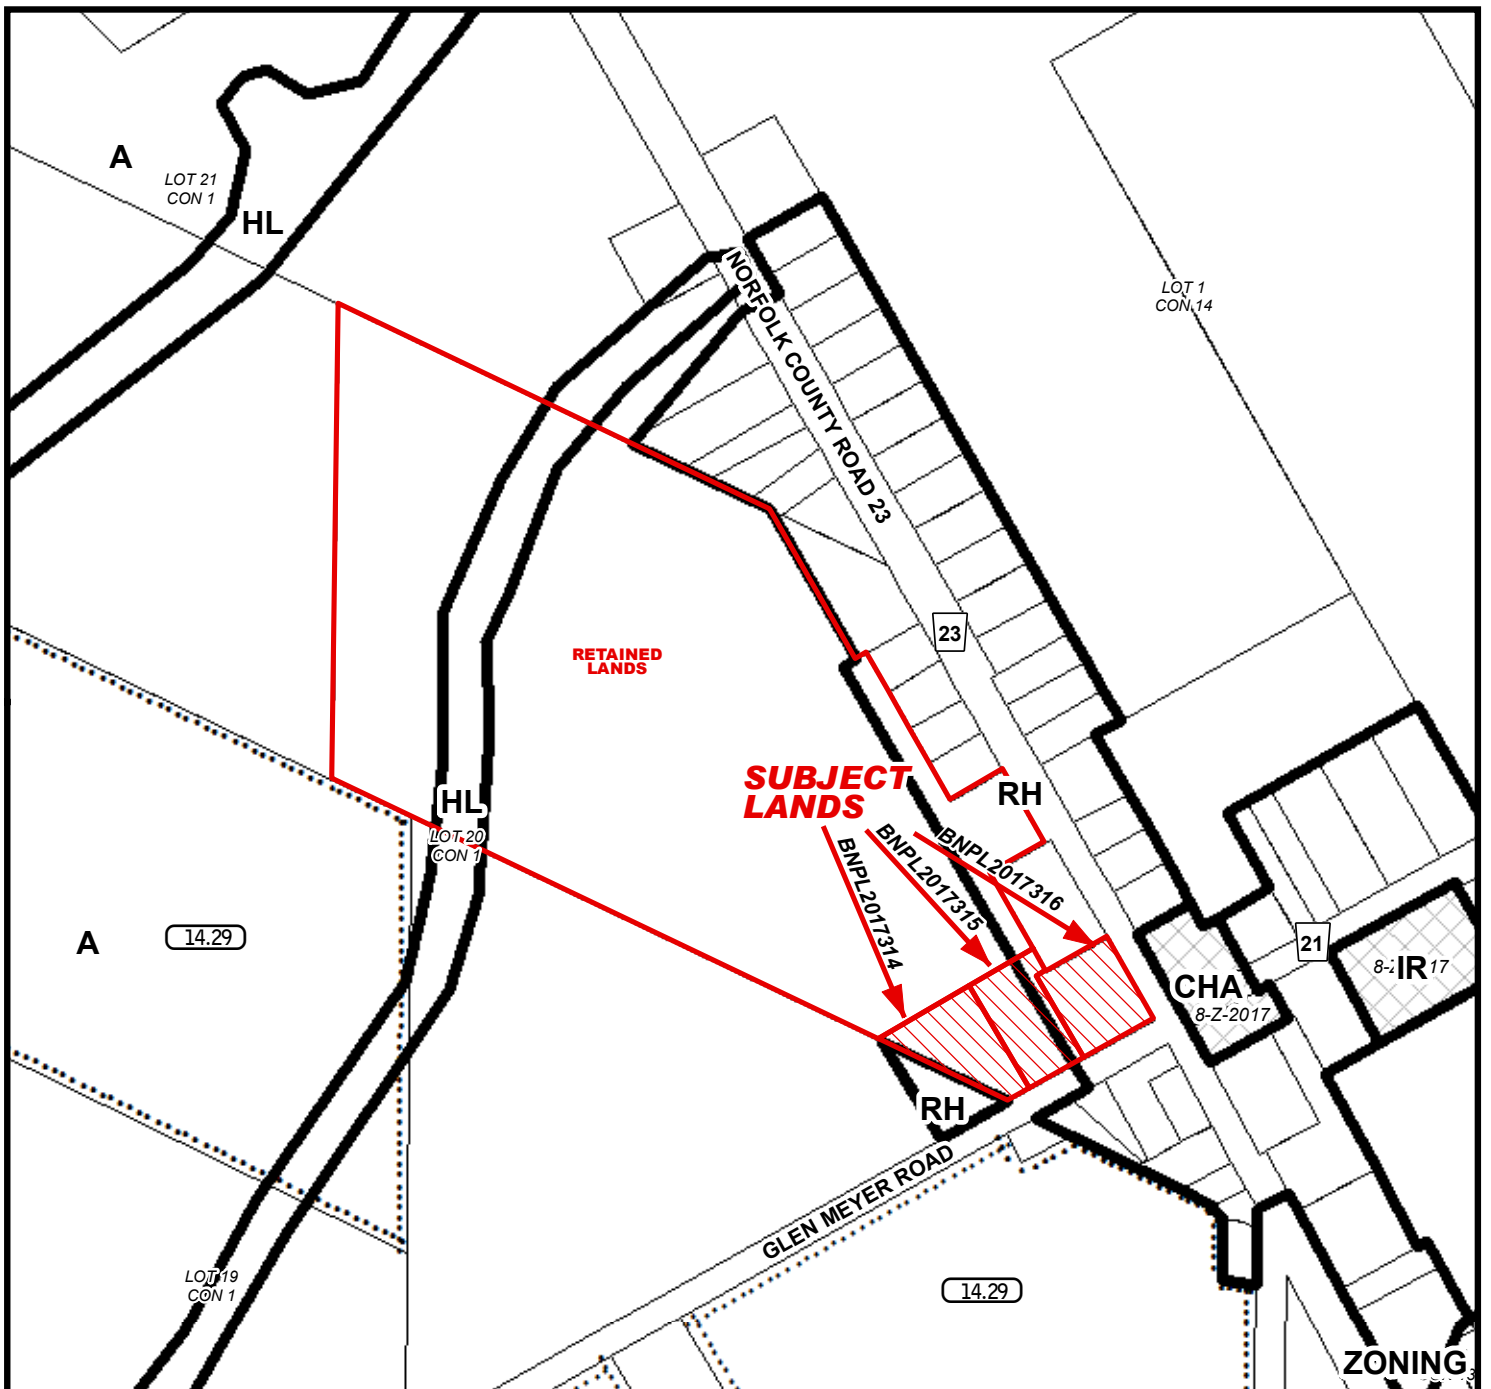 A
LOT 21
CON 1
HL
NORFOLK COUNTY ROAD 23
LOT 1
CON 14
23
RETAINED
LANDS
SUBJECT
LANDS
RH
HL
LOT 20
CON 1
BNPL2017314
BNPL2017315
BNPL2017316
A
14.29
21
CHA
8-Z-2017
IR
17
RH
GLEN MEYER ROAD
14.29
LOT 19
CON 1
ZONING